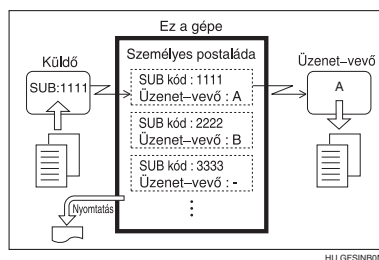 Ez a gépe
Küldő
Személyes postaláda
Üzenet–vevő
SUB:1111
SUB kód : 1111
Üzenet–vevő : A
A
SUB kód : 2222
Üzenet–vevő : B
SUB kód : 3333
Üzenet–vevő : -
Nyomtatás